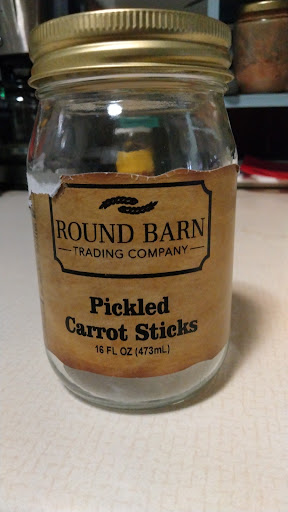 ROUND BARN
TRADING COMPANY
Pickled
Carrot Sticks
16 FL OZ (473mL)